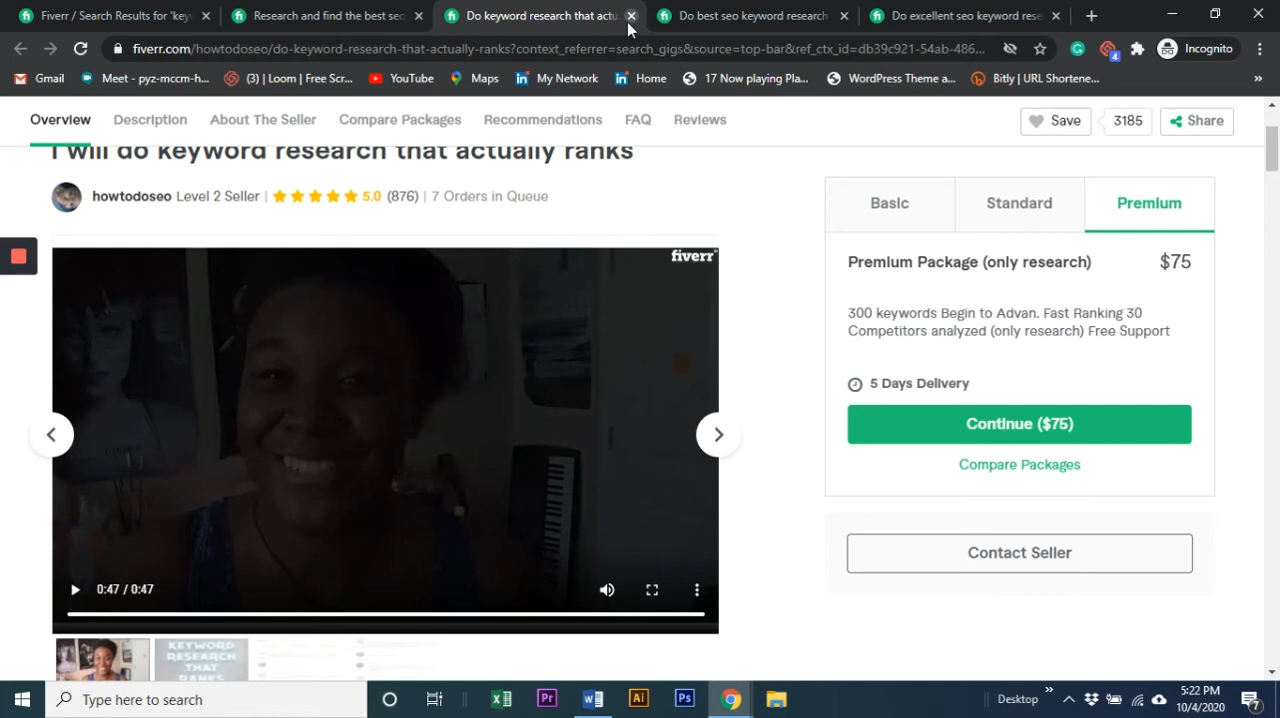 Fiverr / Search Results for 'key
Research and find the best seo
Do keyword research that actu
Do best seo keyword research
Do excellent seo keyword rese
fiverr.com/howtodoseo/do-keyword-research-that-actually-ranks?context_referrer=search_gigs&source=top-bar&ref_ctx_id=db39c921-54ab-486...
4
Incognito
Gmail
Meet - pyz-mccm-h...
(3) | Loom | Free Scr...
YouTube
Maps
My Network
Home
17 Now playing Pla...
WordPress Theme a...
Bitly | URL Shortene...
»
Overview
Description
About The Seller
Compare Packages
Recommendations
FAQ
Reviews
Save
3185
Share
I will do keyword research that actually ranks
howtodoseo Level 2 Seller | 5.0 (876) | 7 Orders in Queue
Basic
Standard
Premium
fiverr
Premium Package (only research)
$75
300 keywords Begin to Advan. Fast Ranking 30
Competitors analyzed (only research) Free Support
5 Days Delivery
Continue ($75)
Compare Packages
Contact Seller
0:47 / 0:47
KEYWORD
RESEARCH
THAT
RANKS
Type here to search
Desktop
»
5:22 PM
10/4/2020
7